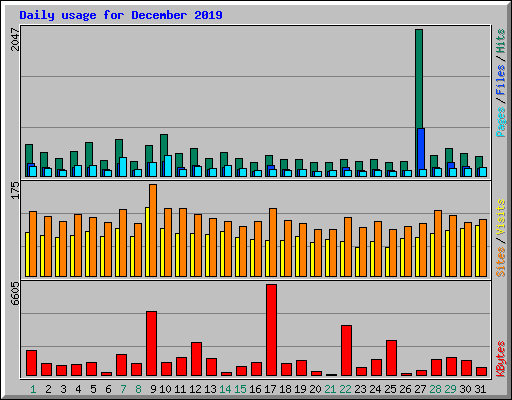 Daily usage for December 2019
2047
Pages / Files / Hits
175
Sites / Visits
6605
KBytes
1 2 3 4 5 6 7 8 9 10 11 12 13 14 15 16 17 18 19 20 21 22 23 24 25 26 27 28 29 30 31